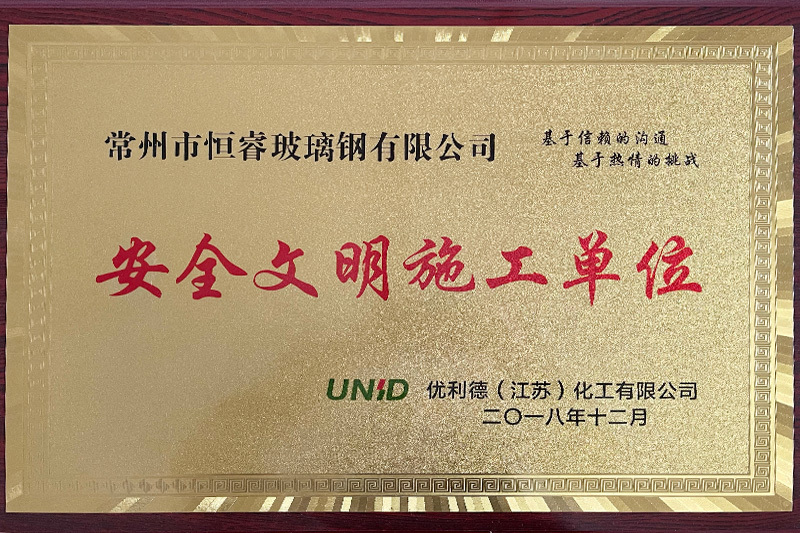 常州市恒睿玻璃钢有限公司
基于信赖的沟通
基于热情的挑战
安全文明施工单位
UNID 优利德（江苏）化工有限公司
二〇一八年十二月